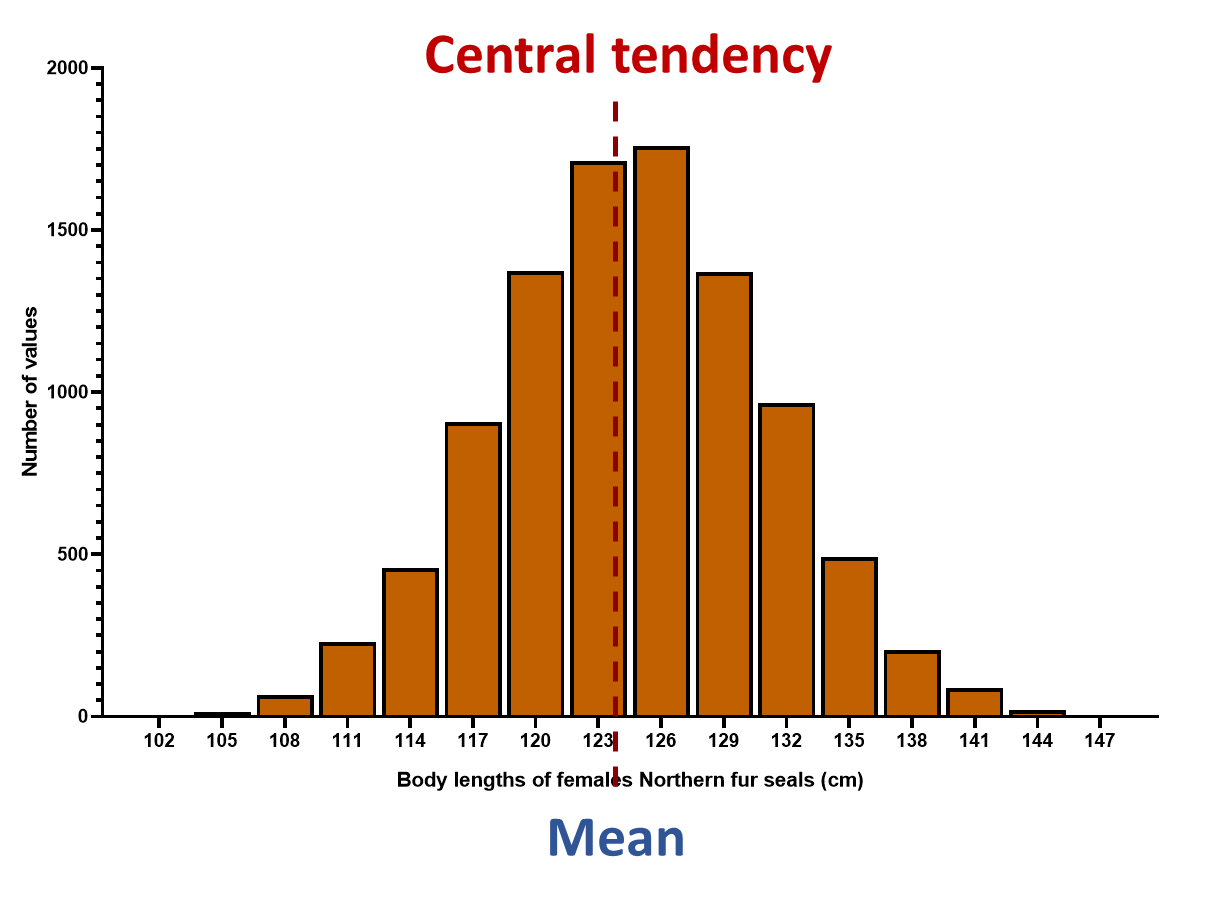 Central tendency
2000
1500
1000
500
0
Number of values
102 105 108 111 114 117 120 123 126 129 132 135 138 141 144 147
Body lengths of females Northern fur seals (cm)
Mean